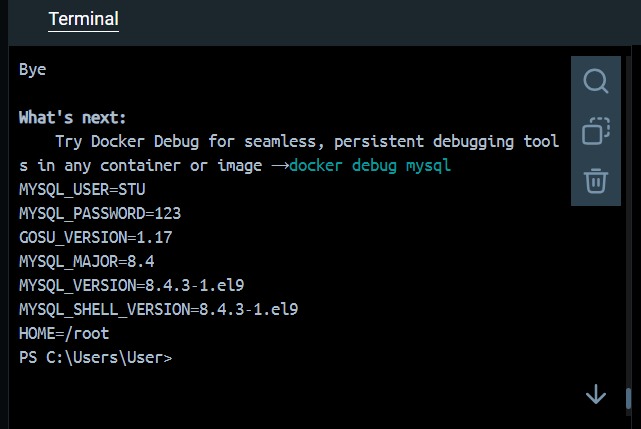 Terminal
Bye
What's next:
Try Docker Debug for seamless, persistent debugging tool
s in any container or image →docker debug mysql
MYSQL_USER=STU
MYSQL_PASSWORD=123
GOSU_VERSION=1.17
MYSQL_MAJOR=8.4
MYSQL_VERSION=8.4.3-1.el9
MYSQL_SHELL_VERSION=8.4.3-1.el9
HOME=/root
PS C:\Users\User>